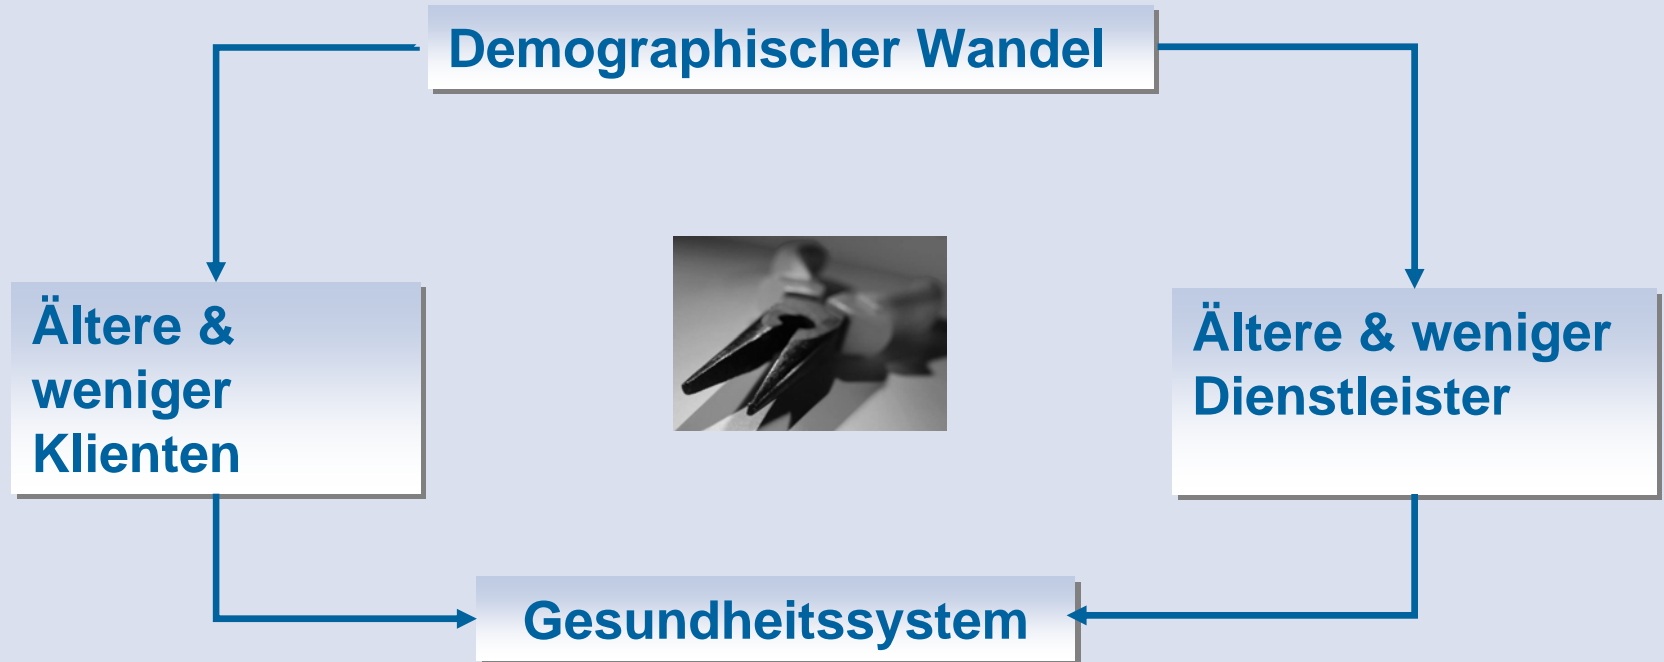 Demographischer Wandel
Ältere &
weniger
Klienten
Ältere & weniger
Dienstleister
Gesundheitssystem